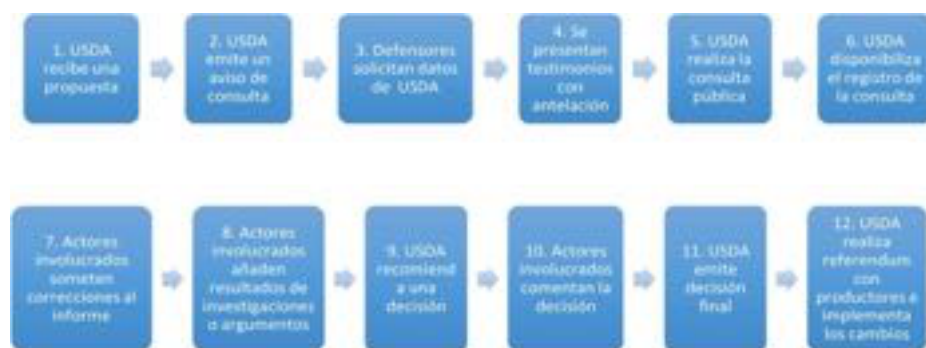 1. USDA
recibe una
propuesta
2. USDA
emite un
aviso de
consulta
3. Defensores
solicitan datos
de USDA
4. Se
presentan
testimonios
con
antelación
5. USDA
realiza la
consulta
pública
6. USDA
disponibiliza
el registro de
la consulta
7. Actores
involucrados
someten
correcciones al
informe
8. Actores
involucrados
añaden
resultados de
investigaciones
o argumentos
9. USDA
recomiend
a una
decisión
10. Actores
involucrados
comentan la
decisión
11. USDA
emite
decisión
final
12. USDA
realiza
referendum
con
productores e
implementa
los cambios